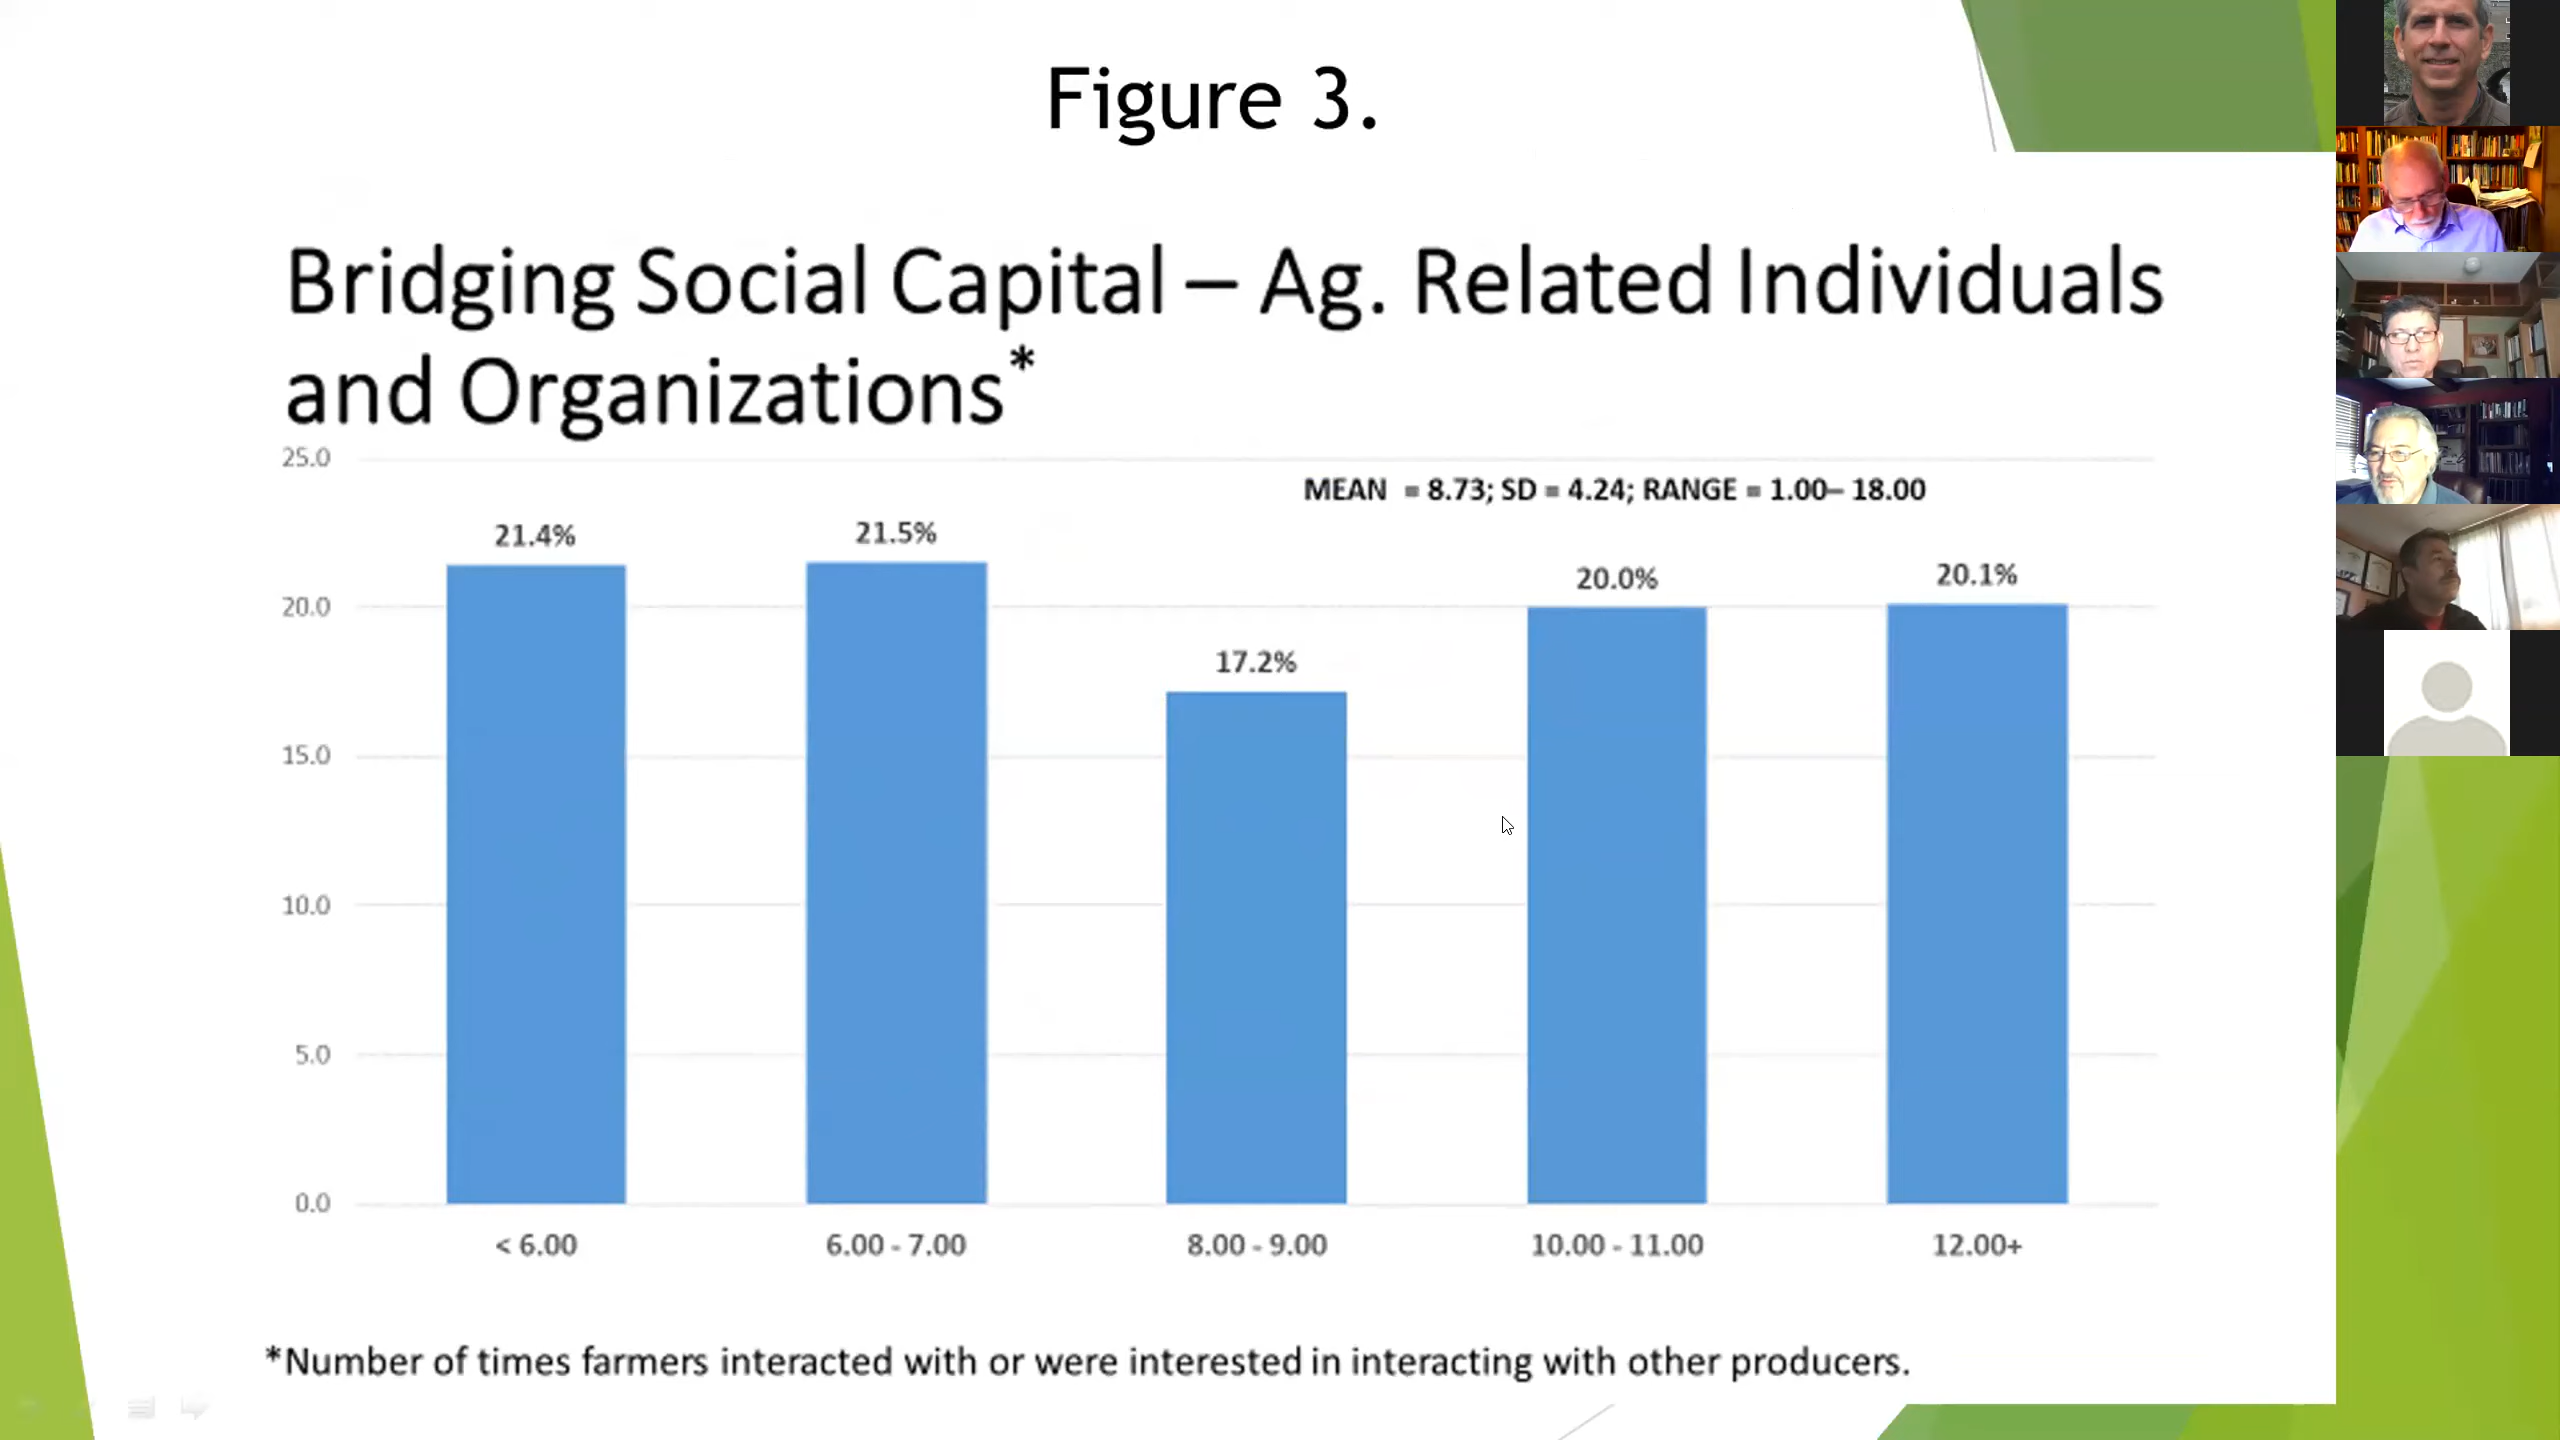 Figure 3.
Bridging Social Capital – Ag. Related Individuals
and Organizations*
25.0
MEAN = 8.73; SD = 4.24; RANGE = 1.00– 18.00
21.4%
21.5%
20.0%
20.1%
20.0
17.2%
15.0
10.0
5.0
0.0
< 6.00
6.00 - 7.00
8.00 - 9.00
10.00 - 11.00
12.00+
*Number of times farmers interacted with or were interested in interacting with other producers.